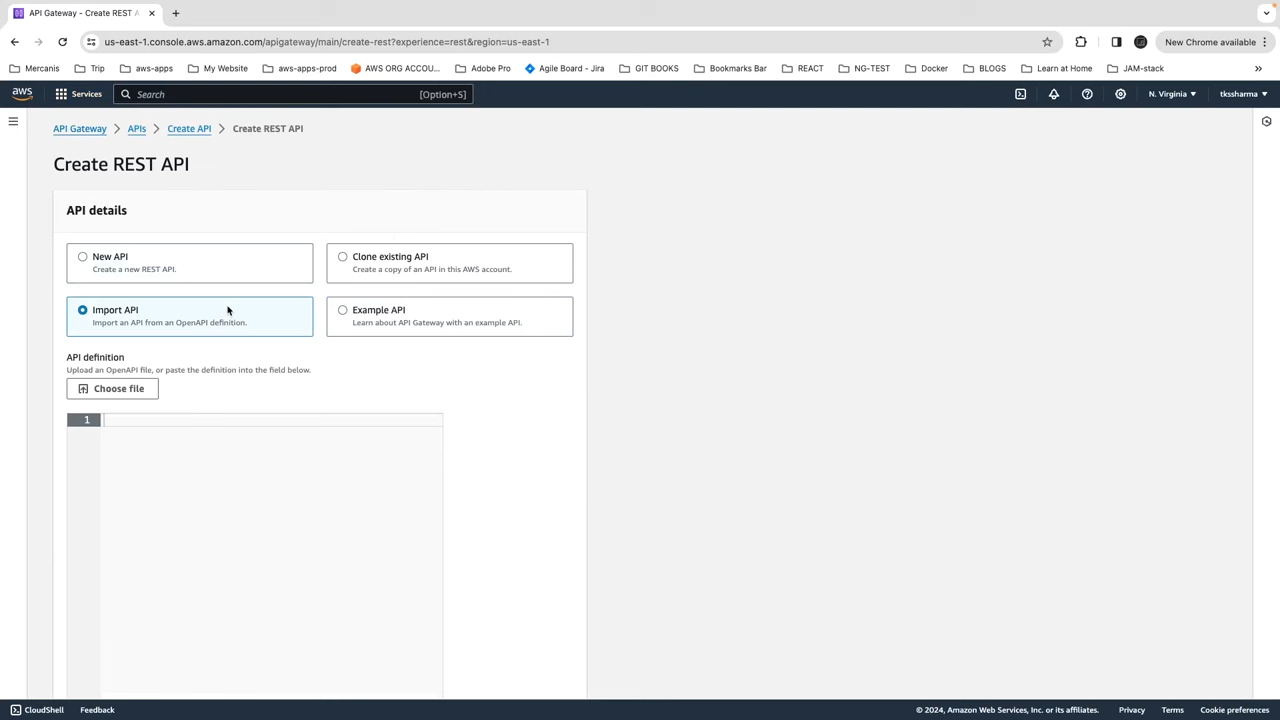 API Gateway - Create REST A
us-east-1.console.aws.amazon.com/apigateway/main/create-rest?experience=rest&region=us-east-1
New Chrome available
Mercanis
Trip
aws-apps
My Website
aws-apps-prod
AWS ORG ACCOU...
Adobe Pro
Agile Board - Jira
GIT BOOKS
Bookmarks Bar
REACT
NG-TEST
Docker
BLOGS
Learn at Home
JAM-stack
»
aws
Services
Search
[Option+S]
N. Virginia
tkssharma
API Gateway
APIs
Create API
Create REST API
Create REST API
API details
New API
Create a new REST API.
Clone existing API
Create a copy of an API in this AWS account.
Import API
Import an API from an OpenAPI definition.
Example API
Learn about API Gateway with an example API.
API definition
Upload an OpenAPI file, or paste the definition into the field below.
Choose file
1
CloudShell
Feedback
© 2024, Amazon Web Services, Inc. or its affiliates.
Privacy
Terms
Cookie preferences